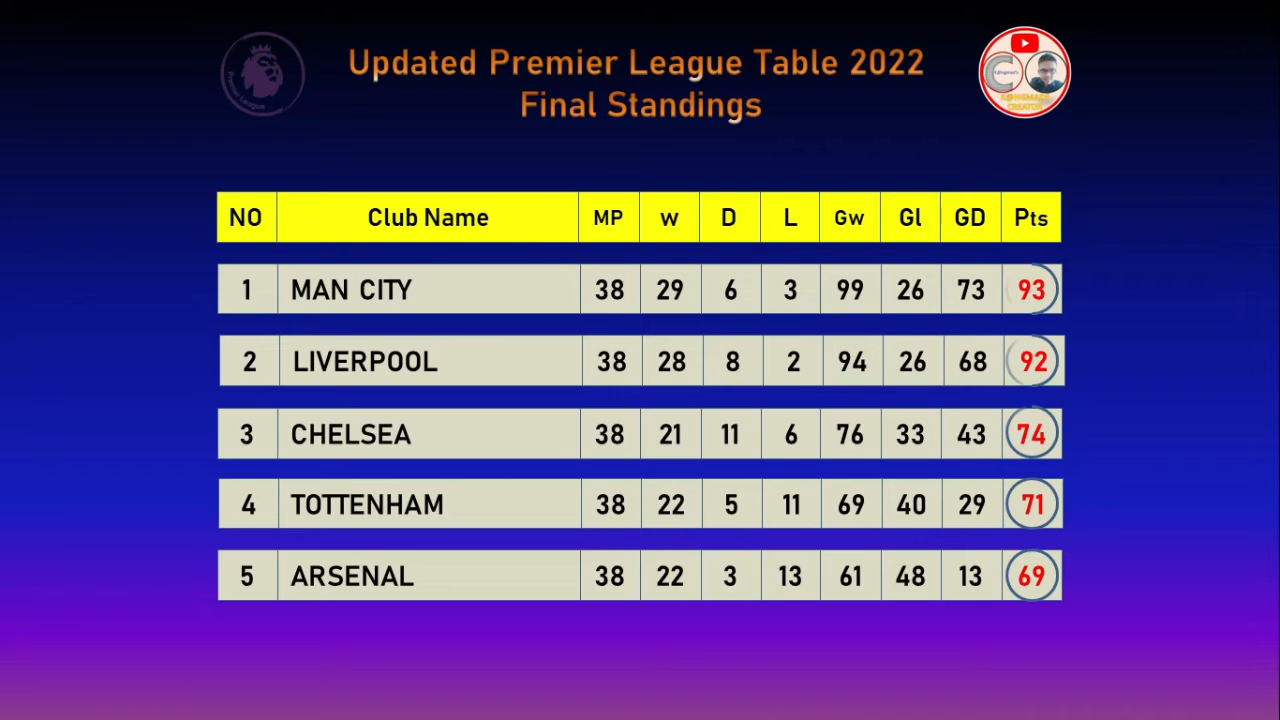 Updated Premier League Table 2022
Final Standings
Premier League
NO Club Name MP w D L Gw Gl GD Pts
1 MAN CITY 38 29 6 3 99 26 73 93
2 LIVERPOOL 38 28 8 2 94 26 68 92
3 CHELSEA 38 21 11 6 76 33 43 74
4 TOTTENHAM 38 22 5 11 69 40 29 71
5 ARSENAL 38 22 3 13 61 48 13 69